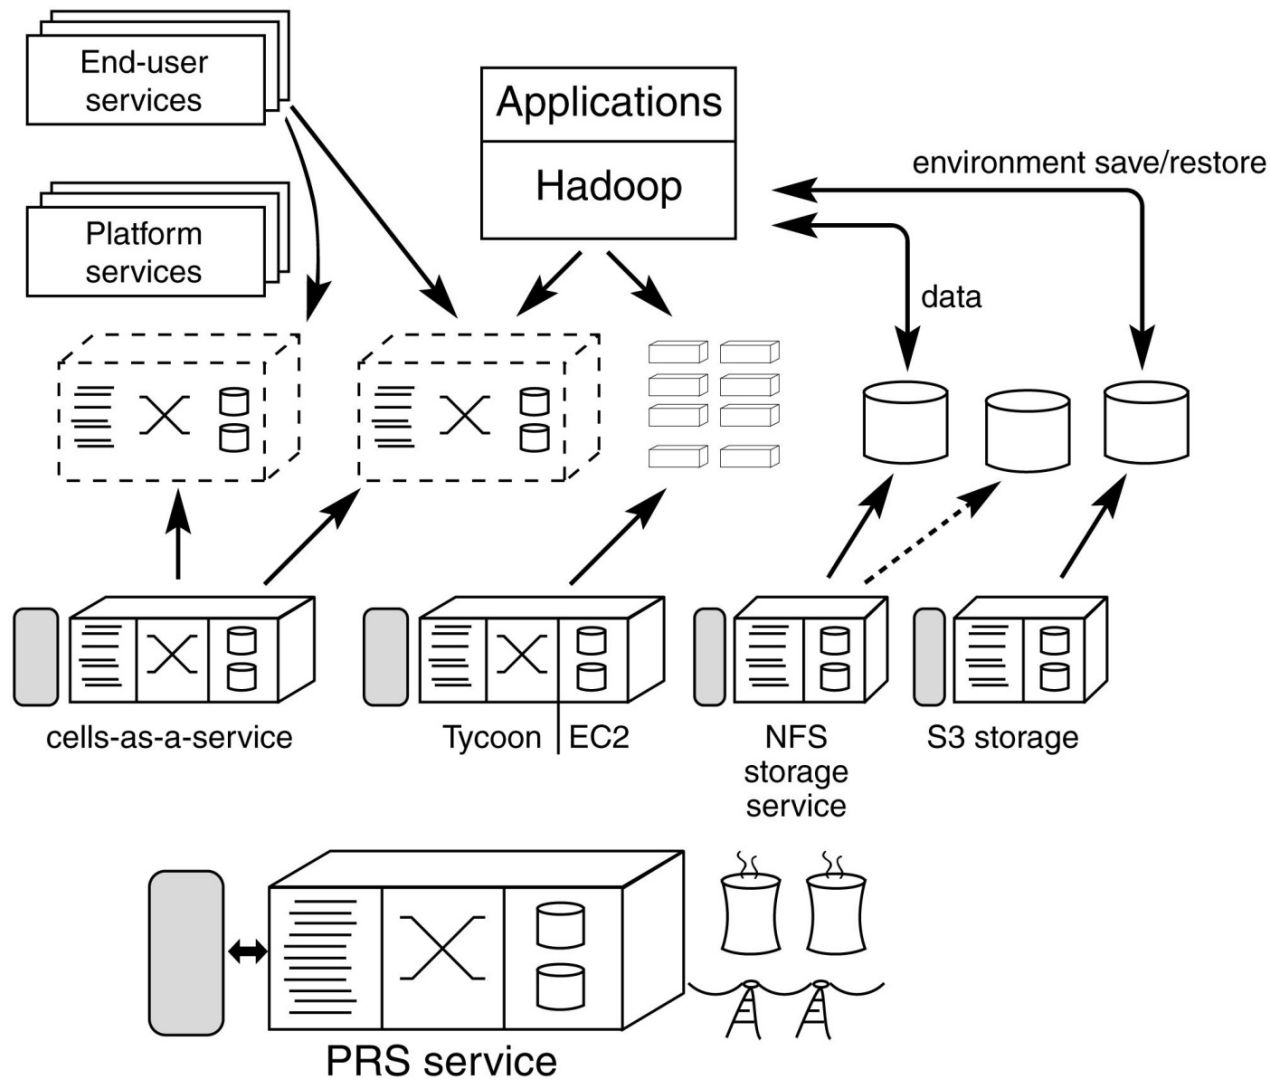 End-user
services
Applications
Hadoop
environment save/restore
Platform
services
data
cells-as-a-service
Tycoon
EC2
NFS
storage
service
S3 storage
PRS service